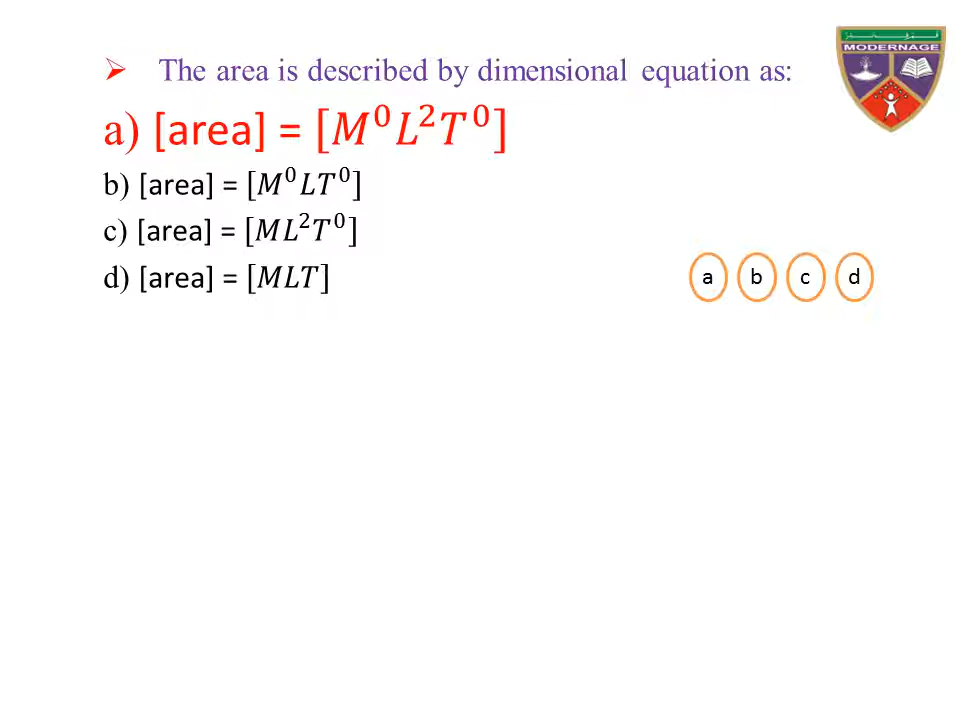 ➢ The area is described by dimensional equation as:
MODERNAGE
a) [area] = [M⁰L²T⁰]
b) [area] = [M⁰LT⁰]
c) [area] = [ML²T⁰]
d) [area] = [MLT]
a b c d